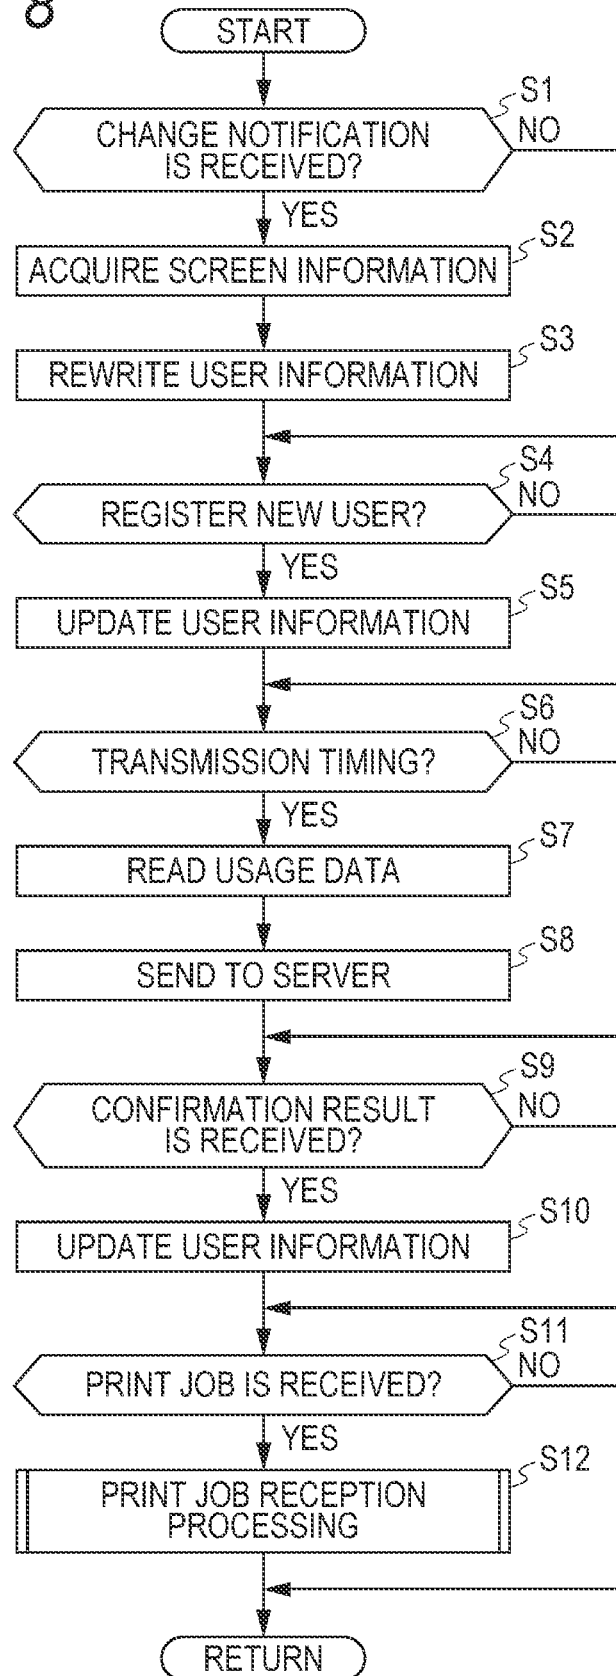 8
START
S1
CHANGE NOTIFICATION
IS RECEIVED?
NO
YES
S2
ACQUIRE SCREEN INFORMATION
S3
REWRITE USER INFORMATION
S4
REGISTER NEW USER?
NO
YES
S5
UPDATE USER INFORMATION
S6
TRANSMISSION TIMING?
NO
YES
S7
READ USAGE DATA
S8
SEND TO SERVER
S9
CONFIRMATION RESULT
IS RECEIVED?
NO
YES
S10
UPDATE USER INFORMATION
S11
PRINT JOB IS RECEIVED?
NO
YES
S12
PRINT JOB RECEPTION
PROCESSING
RETURN